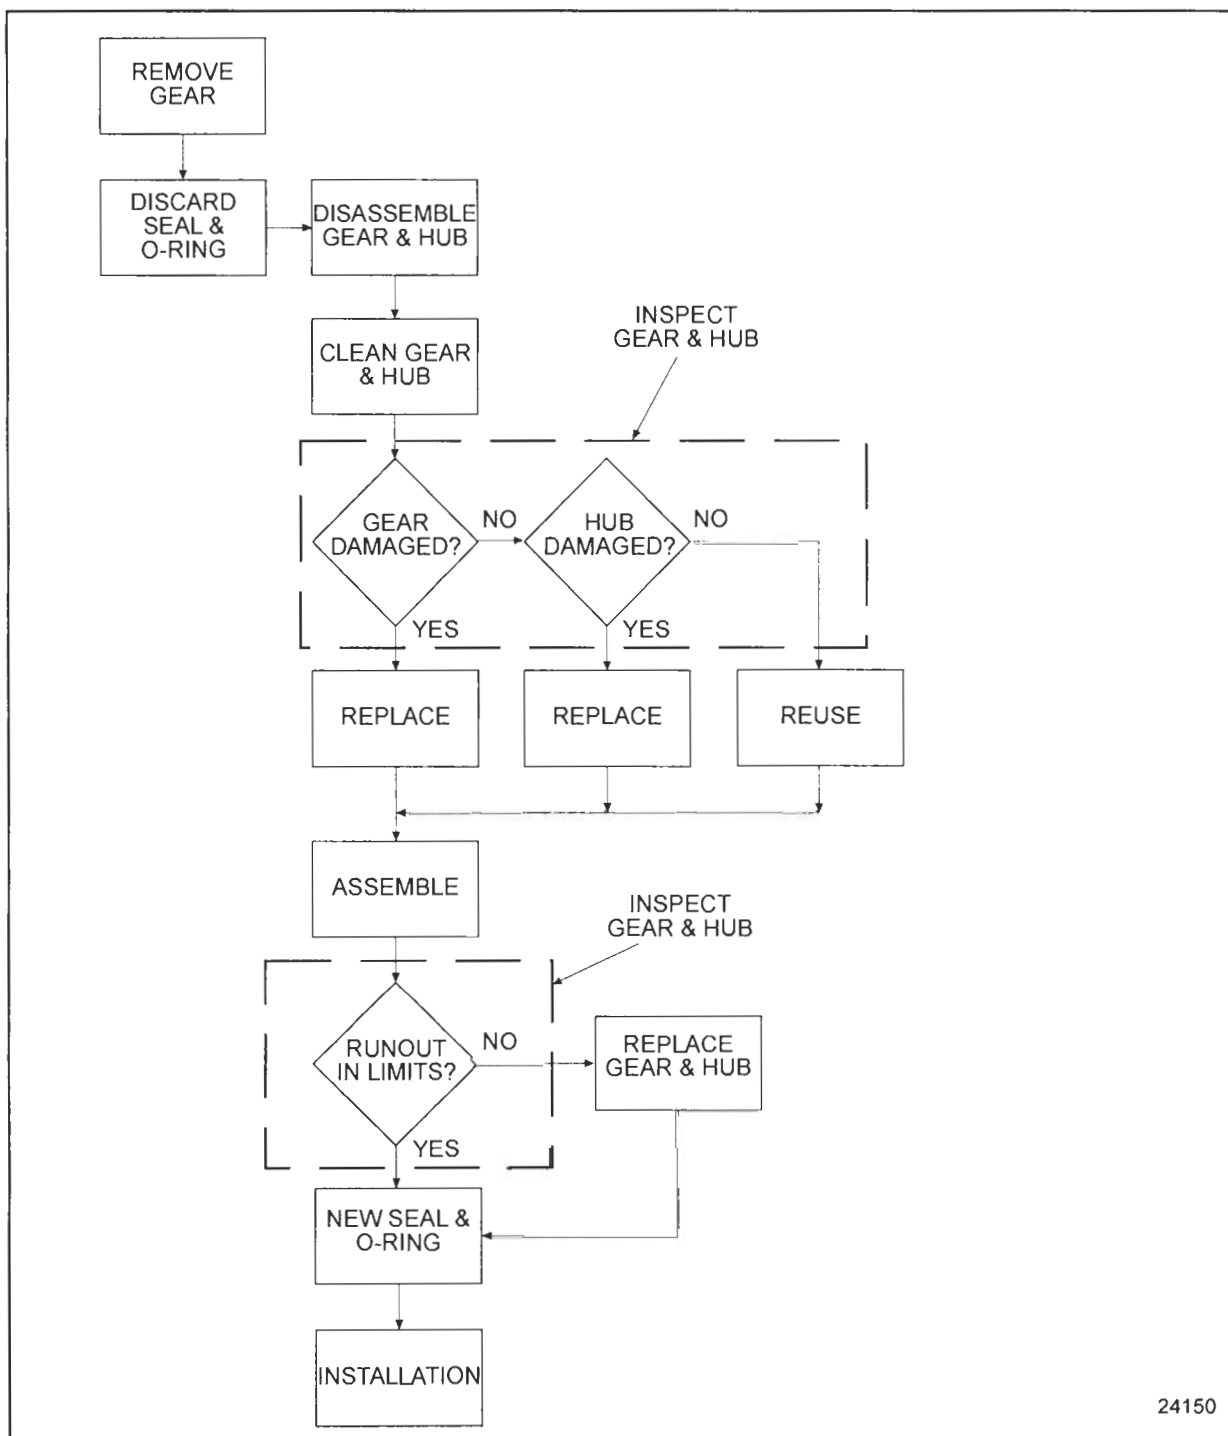 REMOVE
GEAR
DISCARD
SEAL &
O-RING
DISASSEMBLE
GEAR & HUB
CLEAN GEAR
& HUB
INSPECT
GEAR & HUB
GEAR
DAMAGED?
NO
HUB
DAMAGED?
NO
YES
YES
REPLACE
REPLACE
REUSE
ASSEMBLE
INSPECT
GEAR & HUB
RUNOUT
IN LIMITS?
NO
REPLACE
GEAR & HUB
YES
NEW SEAL &
O-RING
INSTALLATION
24150